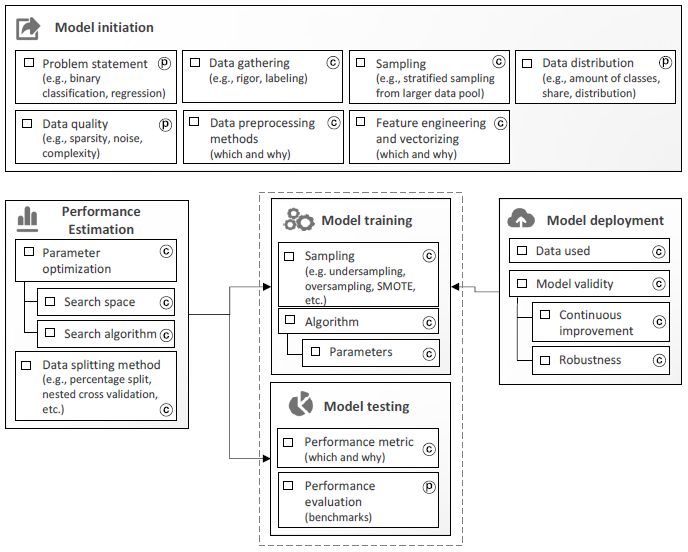 Model initiation
Problem statement ⓟ
(e.g., binary
classification, regression)
Data gathering ⓒ
(e.g., rigor, labeling)
Sampling ⓒ
(e.g., stratified sampling
from larger data pool)
Data distribution ⓟ
(e.g., amount of classes,
share, distribution)
Data quality ⓟ
(e.g., sparsity, noise,
complexity)
Data preprocessing ⓒ
methods
(which and why)
Feature engineering ⓒ
and vectorizing
(which and why)
Performance
Estimation
Parameter ⓒ
optimization
Search space ⓒ
Search algorithm ⓒ
Data splitting method
(e.g., percentage split,
nested cross validation,
etc.) ⓒ
Model training
Sampling ⓒ
(e.g. undersampling,
oversampling, SMOTE,
etc.)
Algorithm ⓒ
Parameters ⓒ
Model testing
Performance metric ⓒ
(which and why)
Performance ⓟ
evaluation
(benchmarks)
Model deployment
Data used ⓒ
Model validity ⓒ
Continuous ⓒ
improvement
Robustness ⓒ